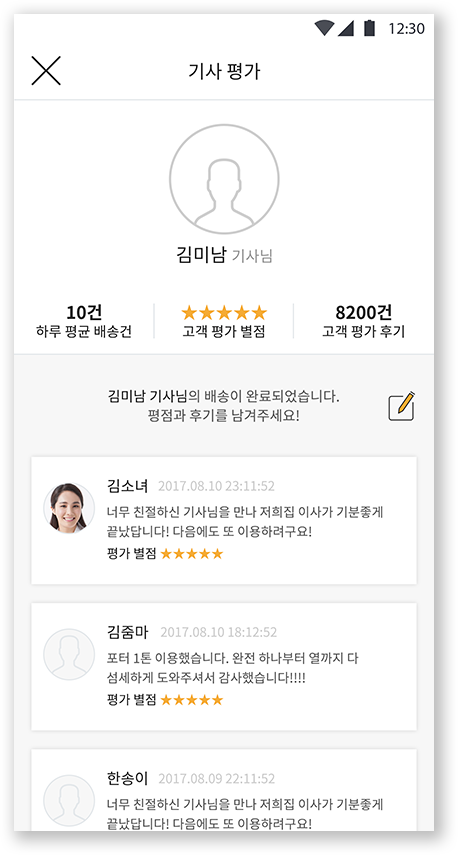 12:30
기사 평가
김미남 기사님
10건
하루 평균 배송건
★★★★★
고객 평가 별점
8200건
고객 평가 후기
김미남 기사님의 배송이 완료되었습니다.
평점과 후기를 남겨주세요!
김소녀 2017.08.10 23:11:52
너무 친절하신 기사님을 만나 저희집 이사가 기분좋게
끝났답니다! 다음에도 또 이용하려구요!
평가 별점 ★★★★★
김줌마 2017.08.10 18:12:52
포터 1톤 이용했습니다. 완전 하나부터 열까지 다
섬세하게 도와주셔서 감사했습니다!!!!
평가 별점 ★★★★★
한송이 2017.08.09 22:11:52
너무 친절하신 기사님을 만나 저희집 이사가 기분좋게
끝났답니다! 다음에도 또 이용하려구요!